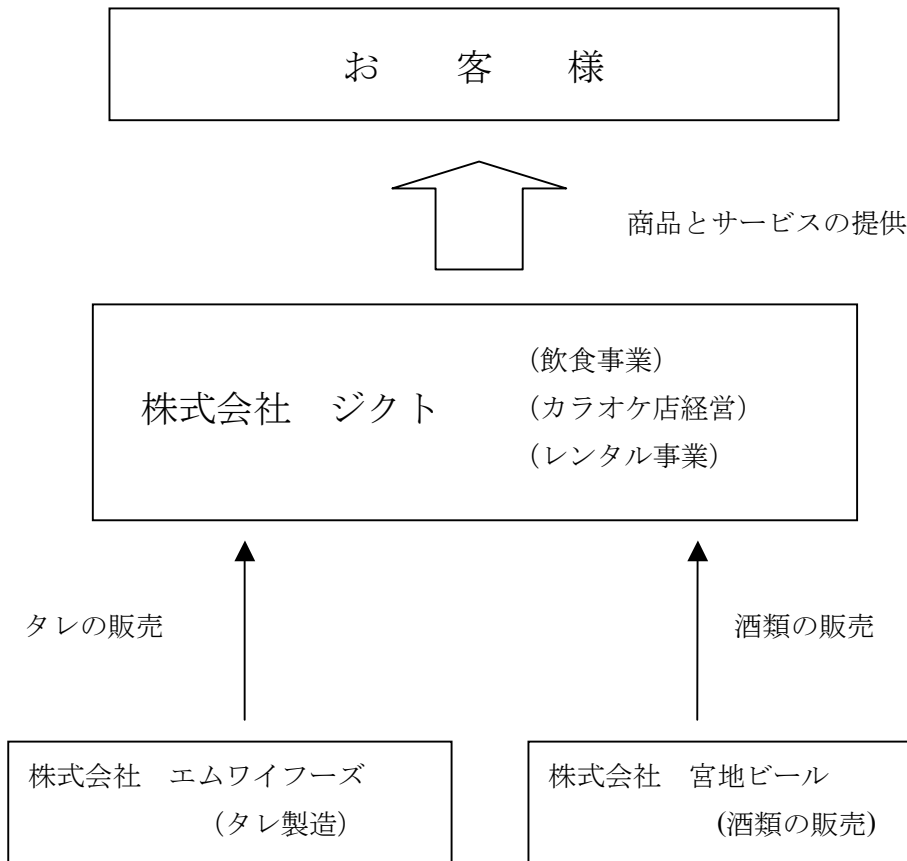 お　客　様
商品とサービスの提供
株式会社　ジクト
（飲食事業）
（カラオケ店経営）
（レンタル事業）
タレの販売
酒類の販売
株式会社　エムワイフーズ
（タレ製造）
株式会社　宮地ビール
(酒類の販売)